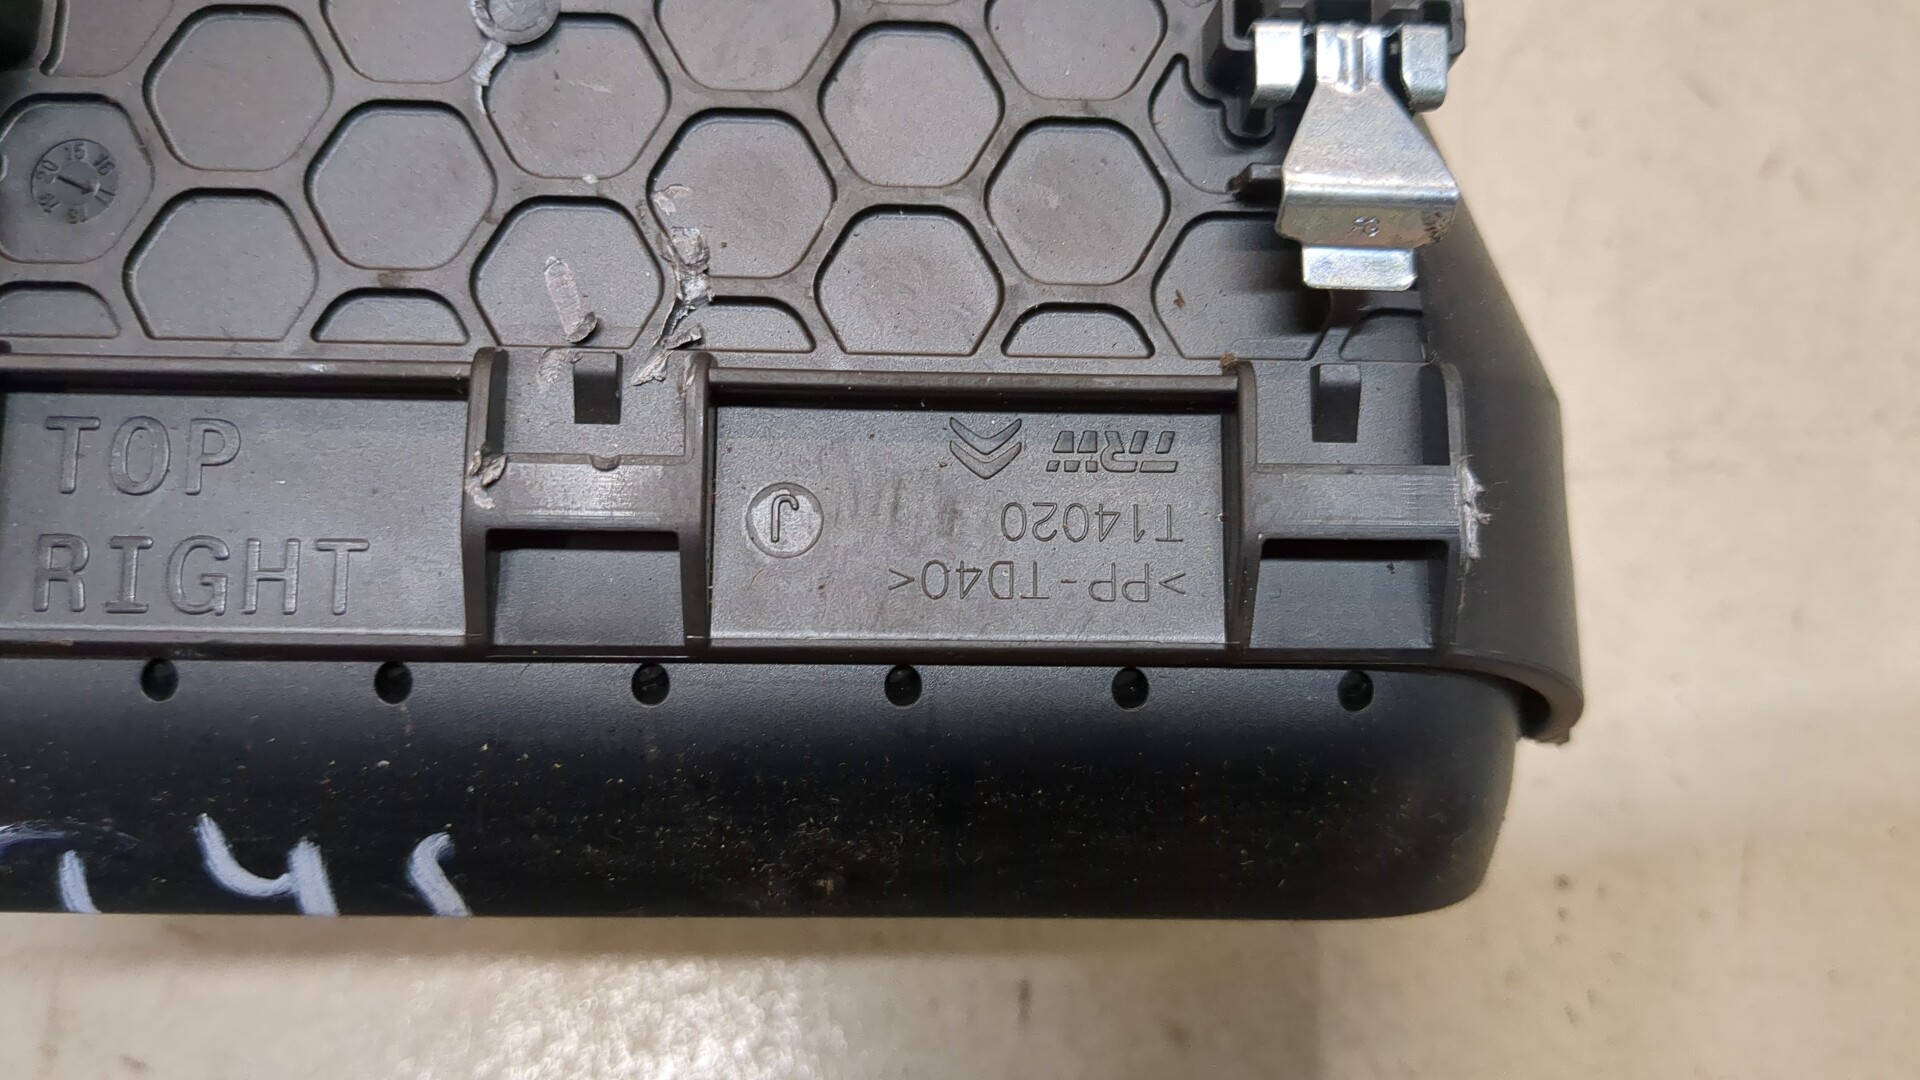 TOP
RIGHT
TRW
T14020
>PP-TD40<
J